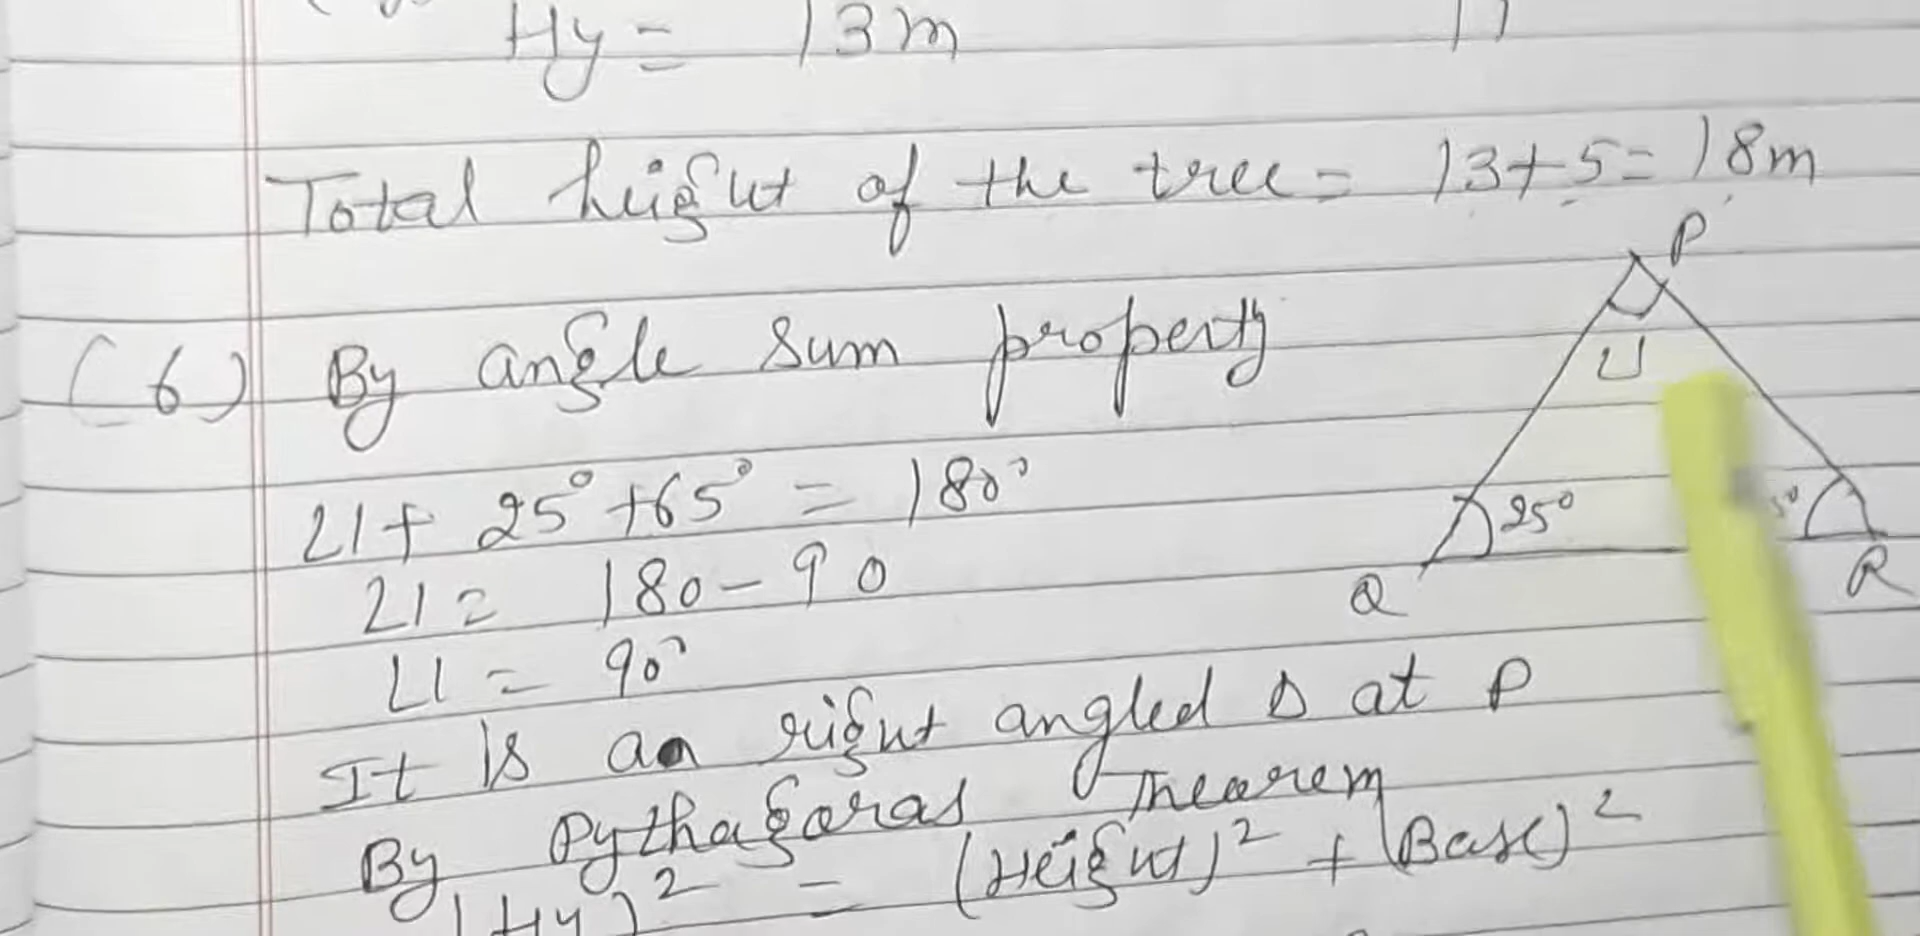 Hy = 13m
Total height of the tree = 13+5 = 18m
P
(6) By angle sum property
∠1
∠1 + 25° + 65° = 180°
25°
5°
∠1 = 180 - 90
Q
R
∠1 = 90°
It is a right angled Δ at P
By Pythagoras Theorem
(Hy)² = (Height)² + (Base)²